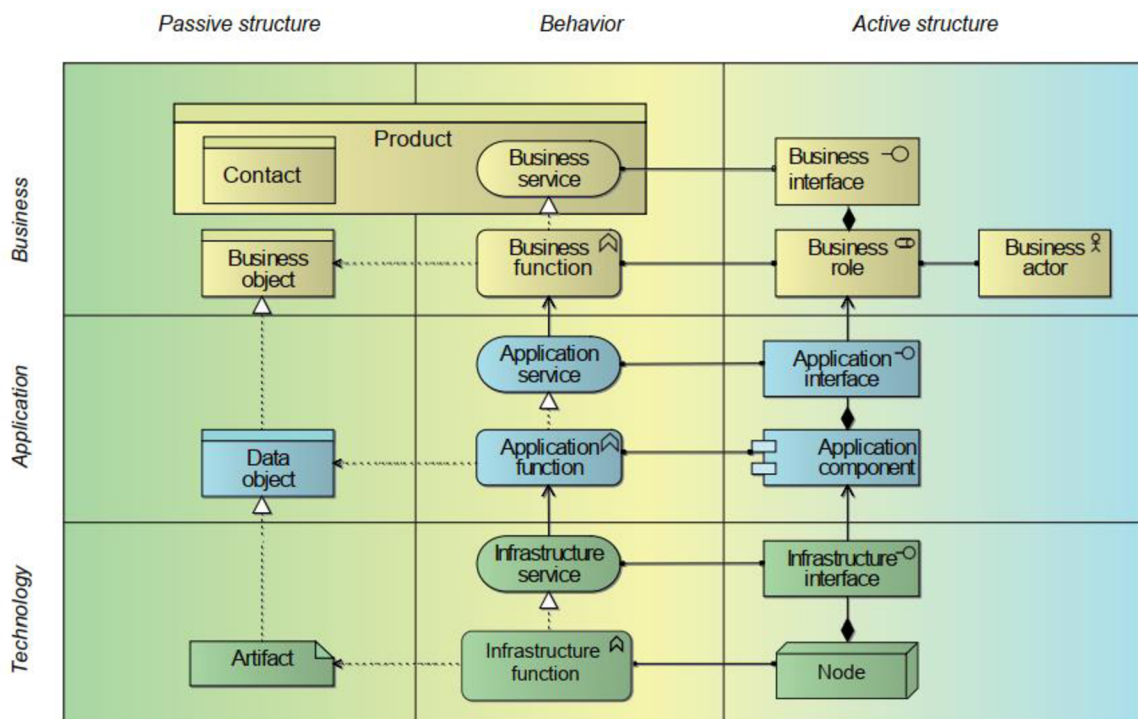 Passive structure
Behavior
Active structure
Business
Product
Contact
Business
service
Business
interface
Business
object
Business
function
Business
role
Business
actor
Application
Application
service
Application
interface
Data
object
Application
function
Application
component
Technology
Infrastructure
service
Infrastructure
interface
Artifact
Infrastructure
function
Node